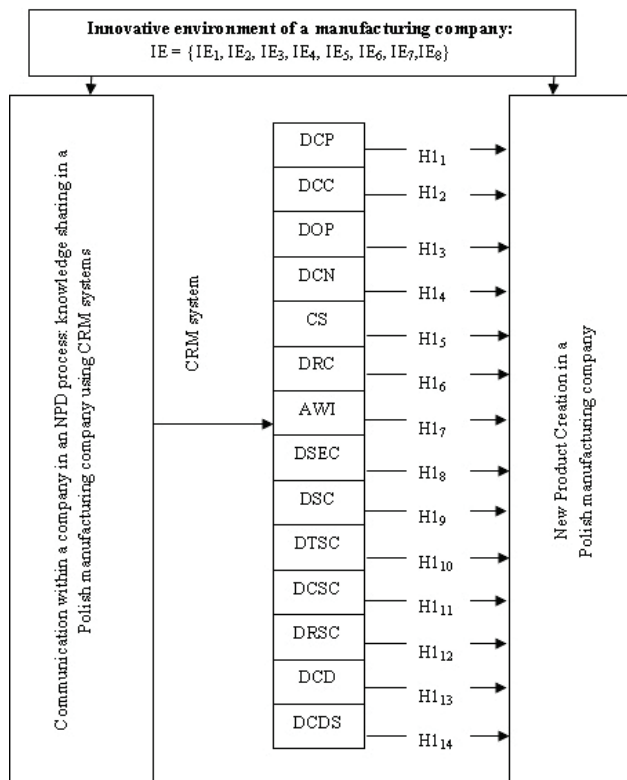 Innovative environment of a manufacturing company:
IE = {IE₁, IE₂, IE₃, IE₄, IE₅, IE₆, IE₇,IE₈}
Communication within a company in an NPD process: knowledge sharing in a
Polish manufacturing company using CRM systems
CRM system
DCP
DCC
DOP
DCN
CS
DRC
AWI
DSEC
DSC
DTSC
DCSC
DRSC
DCD
DCDS
H1₁
H1₂
H1₃
H1₄
H1₅
H1₆
H1₇
H1₈
H1₉
H1₁₀
H1₁₁
H1₁₂
H1₁₃
H1₁₄
New Product Creation in a
Polish manufacturing company